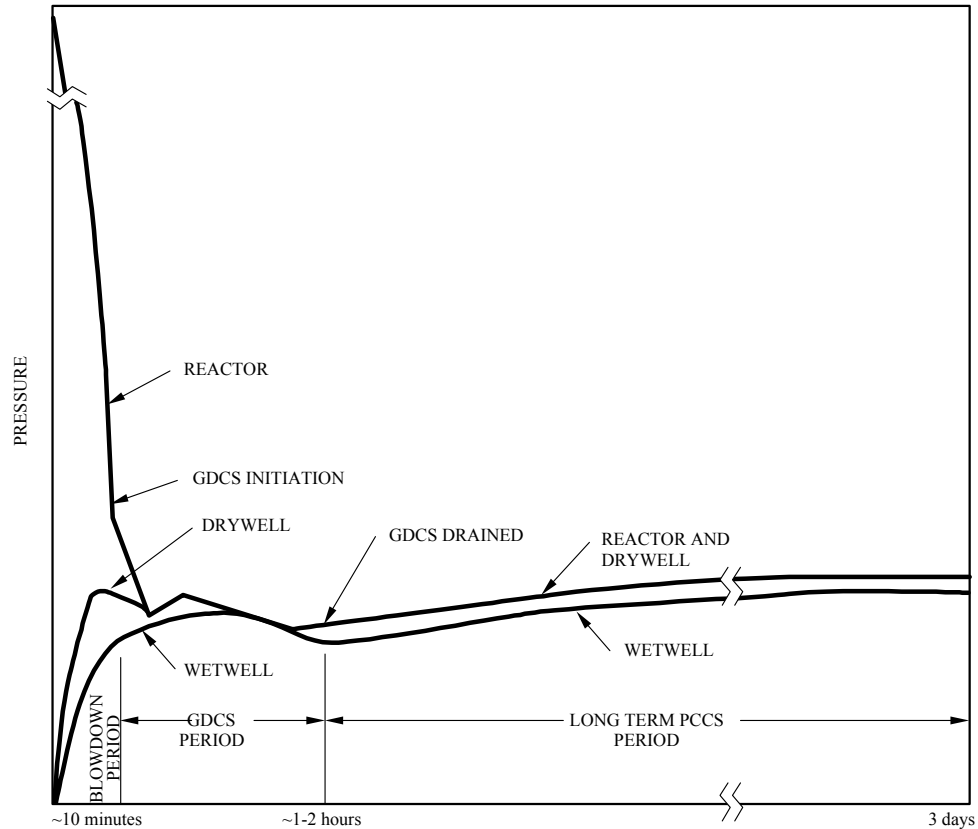 PRESSURE
REACTOR
GDCS INITIATION
DRYWELL
GDCS DRAINED
REACTOR AND
DRYWELL
WETWELL
WETWELL
BLOWDOWN
PERIOD
GDCS
PERIOD
LONG TERM PCCS
PERIOD
~10 minutes
~1-2 hours
3 days